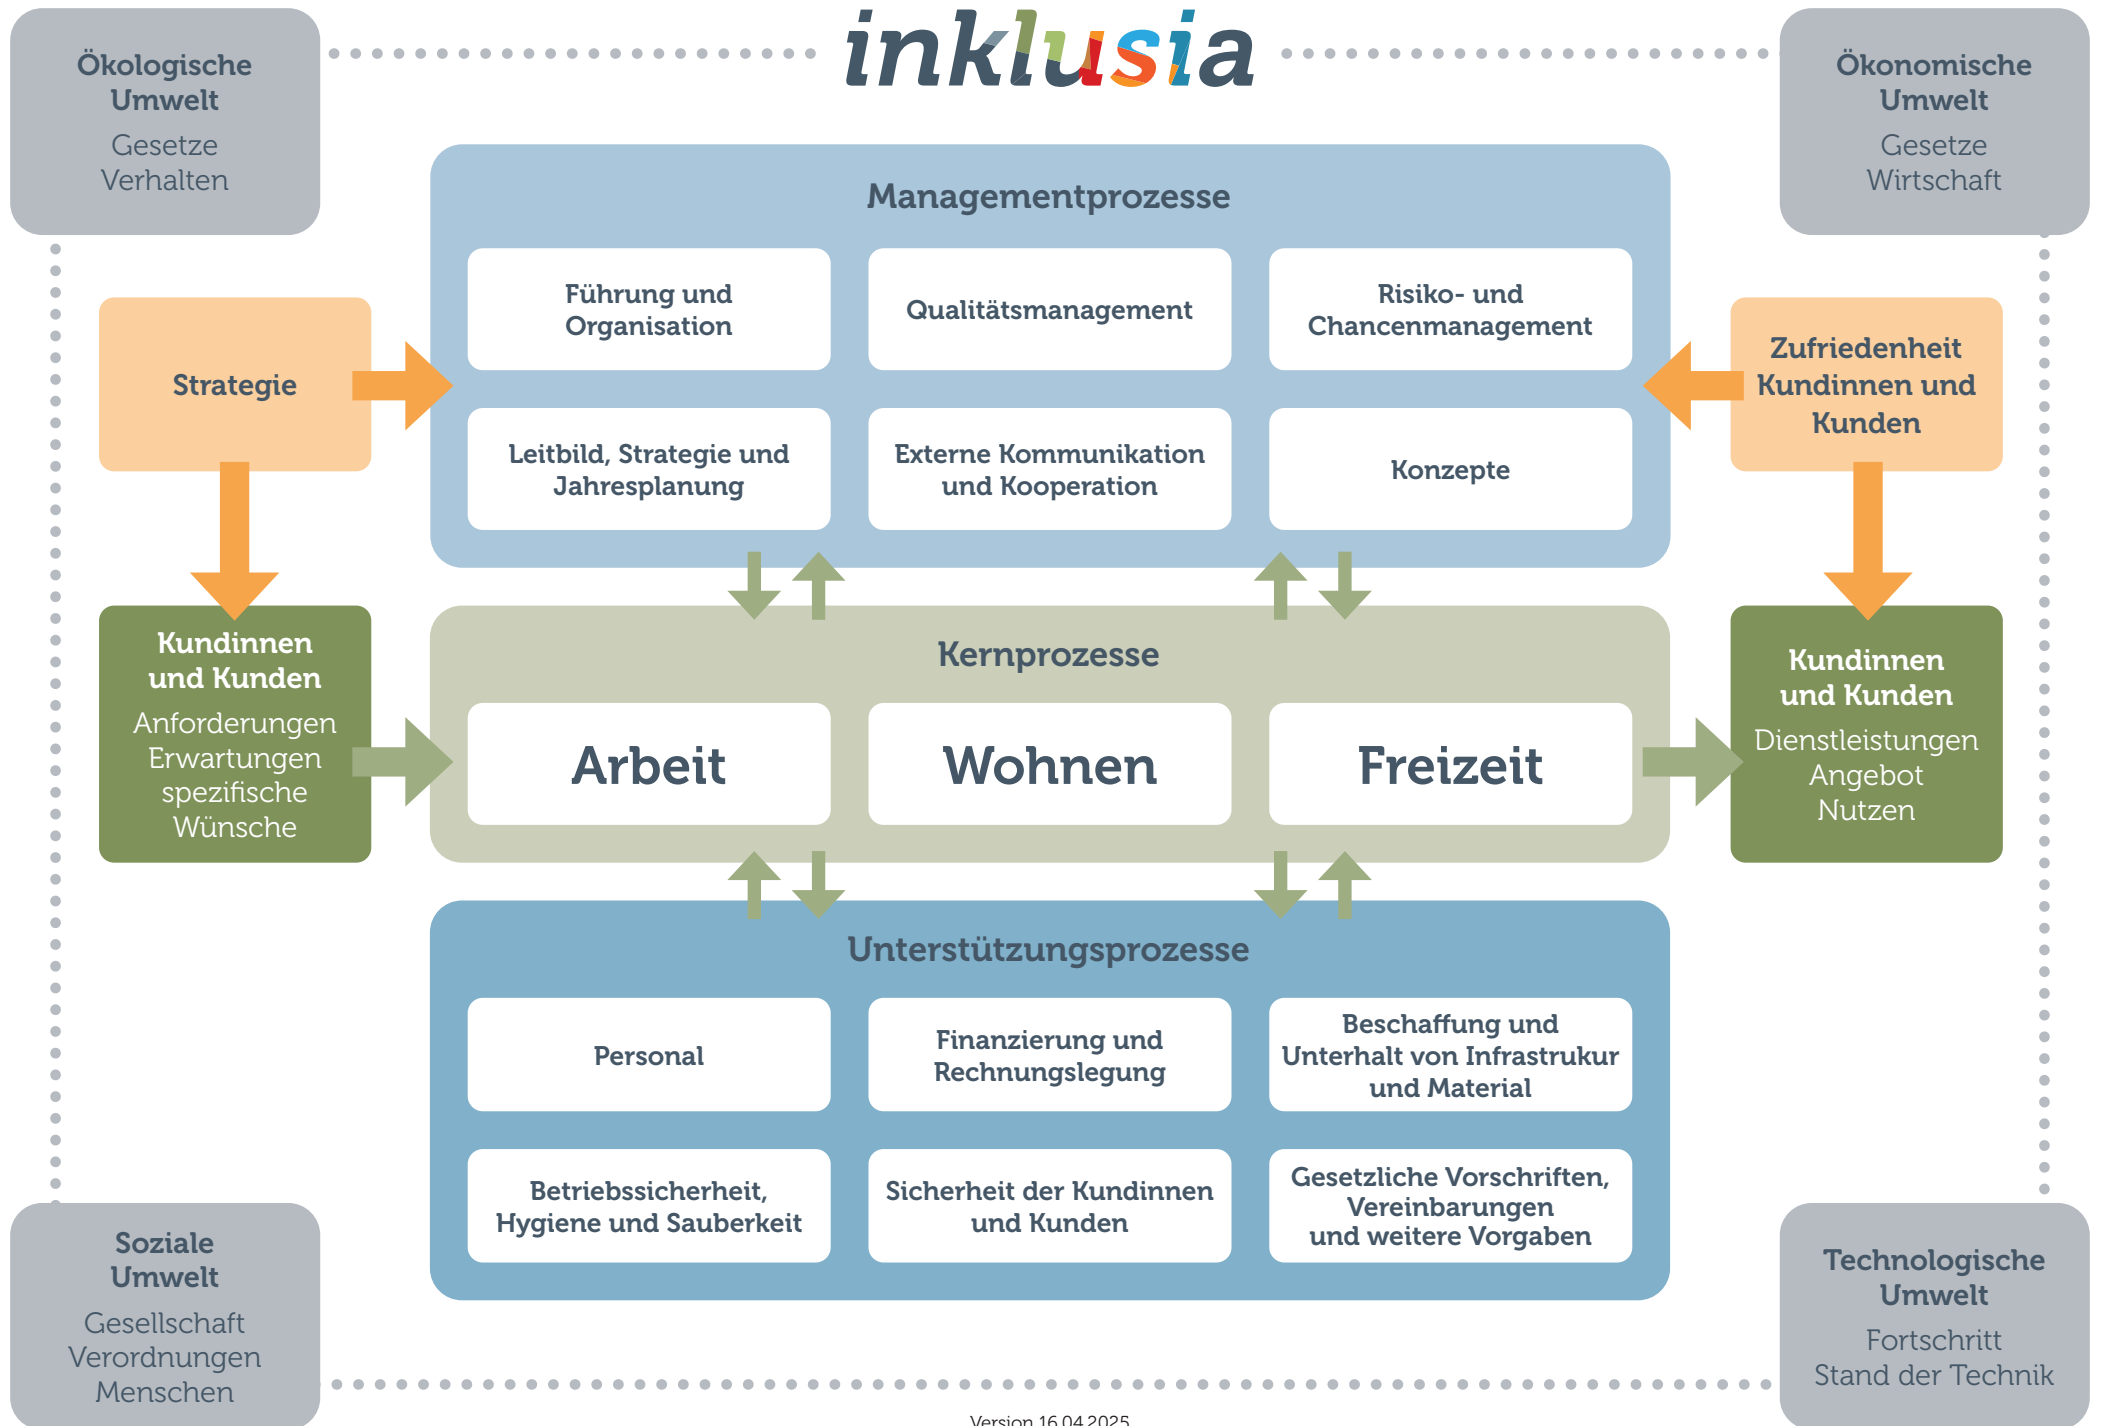 inklusia
Ökologische
Umwelt
Gesetze
Verhalten
Ökonomische
Umwelt
Gesetze
Wirtschaft
Managementprozesse
Führung und
Organisation
Qualitätsmanagement
Risiko- und
Chancenmanagement
Leitbild, Strategie und
Jahresplanung
Externe Kommunikation
und Kooperation
Konzepte
Strategie
Zufriedenheit
Kundinnen und
Kunden
Kundinnen
und Kunden
Anforderungen
Erwartungen
spezifische
Wünsche
Kernprozesse
Arbeit
Wohnen
Freizeit
Kundinnen
und Kunden
Dienstleistungen
Angebot
Nutzen
Unterstützungsprozesse
Personal
Finanzierung und
Rechnungslegung
Beschaffung und
Unterhalt von Infrastrukur
und Material
Betriebssicherheit,
Hygiene und Sauberkeit
Sicherheit der Kundinnen
und Kunden
Gesetzliche Vorschriften,
Vereinbarungen
und weitere Vorgaben
Soziale
Umwelt
Gesellschaft
Verordnungen
Menschen
Technologische
Umwelt
Fortschritt
Stand der Technik
Version 16.04.2025